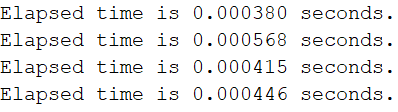 Elapsed time is 0.000380 seconds.
Elapsed time is 0.000568 seconds.
Elapsed time is 0.000415 seconds.
Elapsed time is 0.000446 seconds.